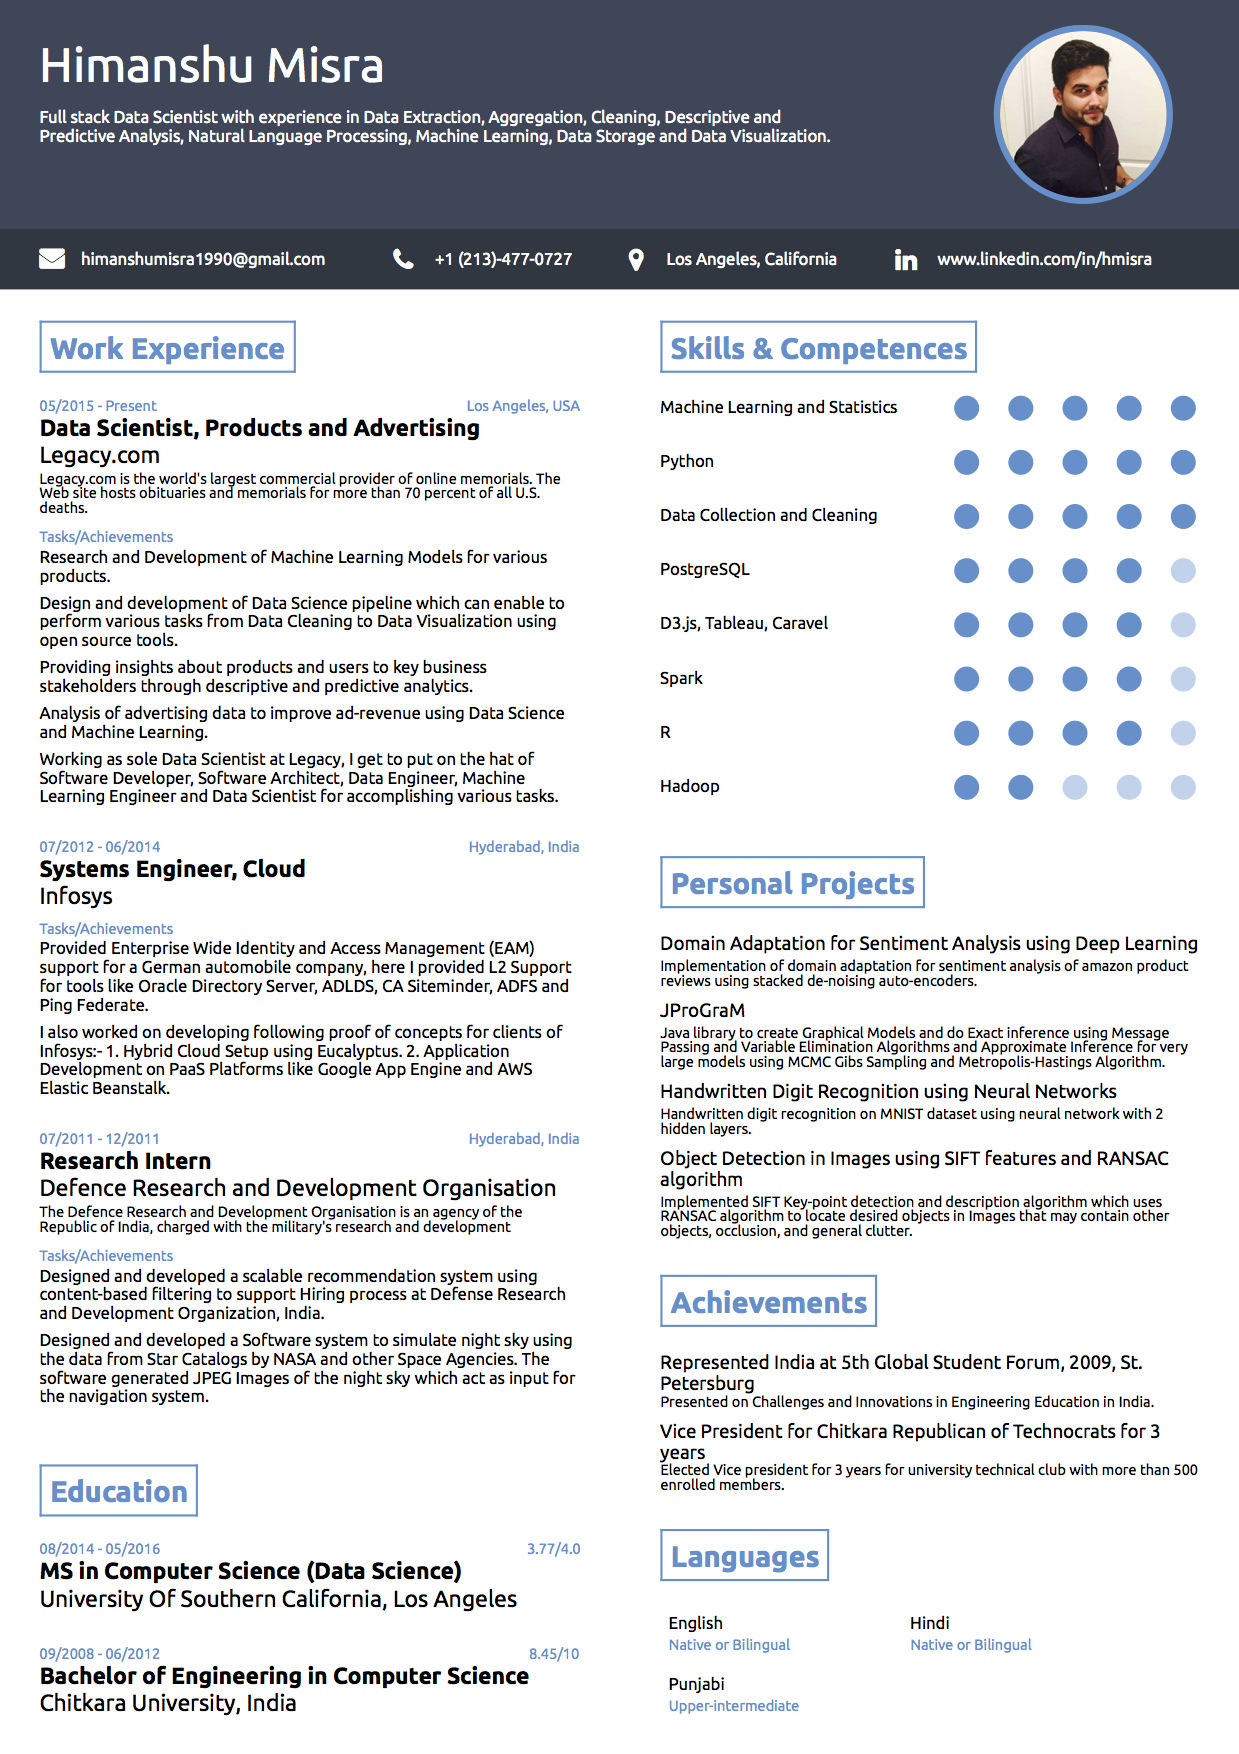 Himanshu Misra
Full stack Data Scientist with experience in Data Extraction, Aggregation, Cleaning, Descriptive and
Predictive Analysis, Natural Language Processing, Machine Learning, Data Storage and Data Visualization.
himanshumisra1990@gmail.com
+1 (213)-477-0727
Los Angeles, California
www.linkedin.com/in/hmisra
Work Experience
05/2015 - Present
Los Angeles, USA
Data Scientist, Products and Advertising
Legacy.com
Legacy.com is the world's largest commercial provider of online memorials. The
Web site hosts obituaries and memorials for more than 70 percent of all U.S.
deaths.
Tasks/Achievements
Research and Development of Machine Learning Models for various
products.
Design and development of Data Science pipeline which can enable to
perform various tasks from Data Cleaning to Data Visualization using
open source tools.
Providing insights about products and users to key business
stakeholders through descriptive and predictive analytics.
Analysis of advertising data to improve ad-revenue using Data Science
and Machine Learning.
Working as sole Data Scientist at Legacy, I get to put on the hat of
Software Developer, Software Architect, Data Engineer, Machine
Learning Engineer and Data Scientist for accomplishing various tasks.
07/2012 - 06/2014
Hyderabad, India
Systems Engineer, Cloud
Infosys
Tasks/Achievements
Provided Enterprise Wide Identity and Access Management (EAM)
support for a German automobile company, here I provided L2 Support
for tools like Oracle Directory Server, ADLDS, CA Siteminder, ADFS and
Ping Federate.
I also worked on developing following proof of concepts for clients of
Infosys:- 1. Hybrid Cloud Setup using Eucalyptus. 2. Application
Development on PaaS Platforms like Google App Engine and AWS
Elastic Beanstalk.
07/2011 - 12/2011
Hyderabad, India
Research Intern
Defence Research and Development Organisation
The Defence Research and Development Organisation is an agency of the
Republic of India, charged with the military's research and development
Tasks/Achievements
Designed and developed a scalable recommendation system using
content-based filtering to support Hiring process at Defense Research
and Development Organization, India.
Designed and developed a Software system to simulate night sky using
the data from Star Catalogs by NASA and other Space Agencies. The
software generated JPEG Images of the night sky which act as input for
the navigation system.
Education
08/2014 - 05/2016
3.77/4.0
MS in Computer Science (Data Science)
University Of Southern California, Los Angeles
09/2008 - 06/2012
8.45/10
Bachelor of Engineering in Computer Science
Chitkara University, India
Skills & Competences
Machine Learning and Statistics
Python
Data Collection and Cleaning
PostgreSQL
D3.js, Tableau, Caravel
Spark
R
Hadoop
Personal Projects
Domain Adaptation for Sentiment Analysis using Deep Learning
Implementation of domain adaptation for sentiment analysis of amazon product
reviews using stacked de-noising auto-encoders.
JProGraM
Java library to create Graphical Models and do Exact inference using Message
Passing and Variable Elimination Algorithms and Approximate Inference for very
large models using MCMC Gibs Sampling and Metropolis-Hastings Algorithm.
Handwritten Digit Recognition using Neural Networks
Handwritten digit recognition on MNIST dataset using neural network with 2
hidden layers.
Object Detection in Images using SIFT features and RANSAC
algorithm
Implemented SIFT Key-point detection and description algorithm which uses
RANSAC algorithm to locate desired objects in Images that may contain other
objects, occlusion, and general clutter.
Achievements
Represented India at 5th Global Student Forum, 2009, St.
Petersburg
Presented on Challenges and Innovations in Engineering Education in India.
Vice President for Chitkara Republican of Technocrats for 3
years
Elected Vice president for 3 years for university technical club with more than 500
enrolled members.
Languages
English
Native or Bilingual
Hindi
Native or Bilingual
Punjabi
Upper-intermediate